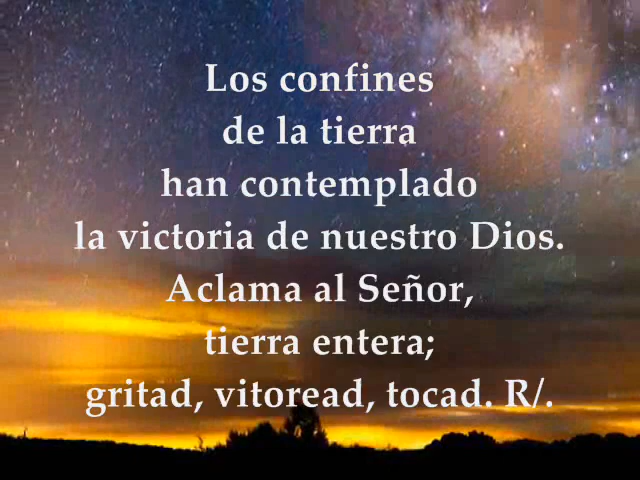 Los confines
de la tierra
han contemplado
la victoria de nuestro Dios.
Aclama al Señor,
tierra entera;
gritad, vitoread, tocad. R/.